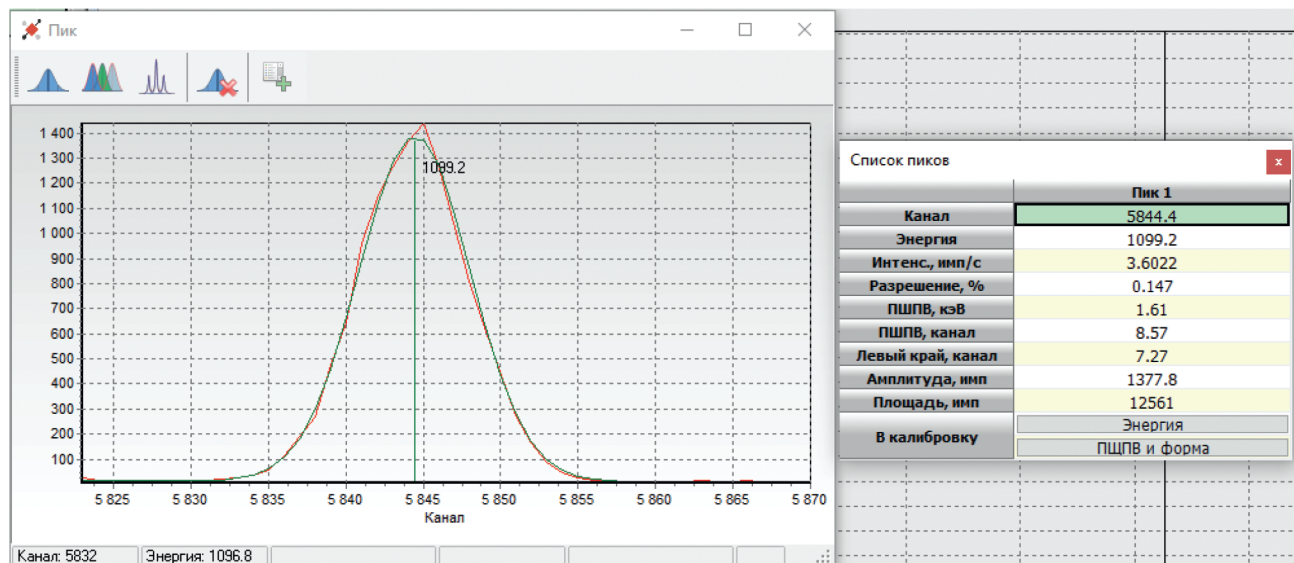 Пик
1 400
1 300
1 200
1 100
1 000
900
800
700
600
500
400
300
200
100
1099.2
5 825
5 830
5 835
5 840
5 845
5 850
5 855
5 860
5 865
5 870
Канал
Канал: 5832
Энергия: 1096.8
Список пиков
x
Пик 1
Канал 5844.4
Энергия 1099.2
Интенс., имп/с 3.6022
Разрешение, % 0.147
ПШПВ, кэВ 1.61
ПШПВ, канал 8.57
Левый край, канал 7.27
Амплитуда, имп 1377.8
Площадь, имп 12561
В калибровку
Энергия
ПЩПВ и форма